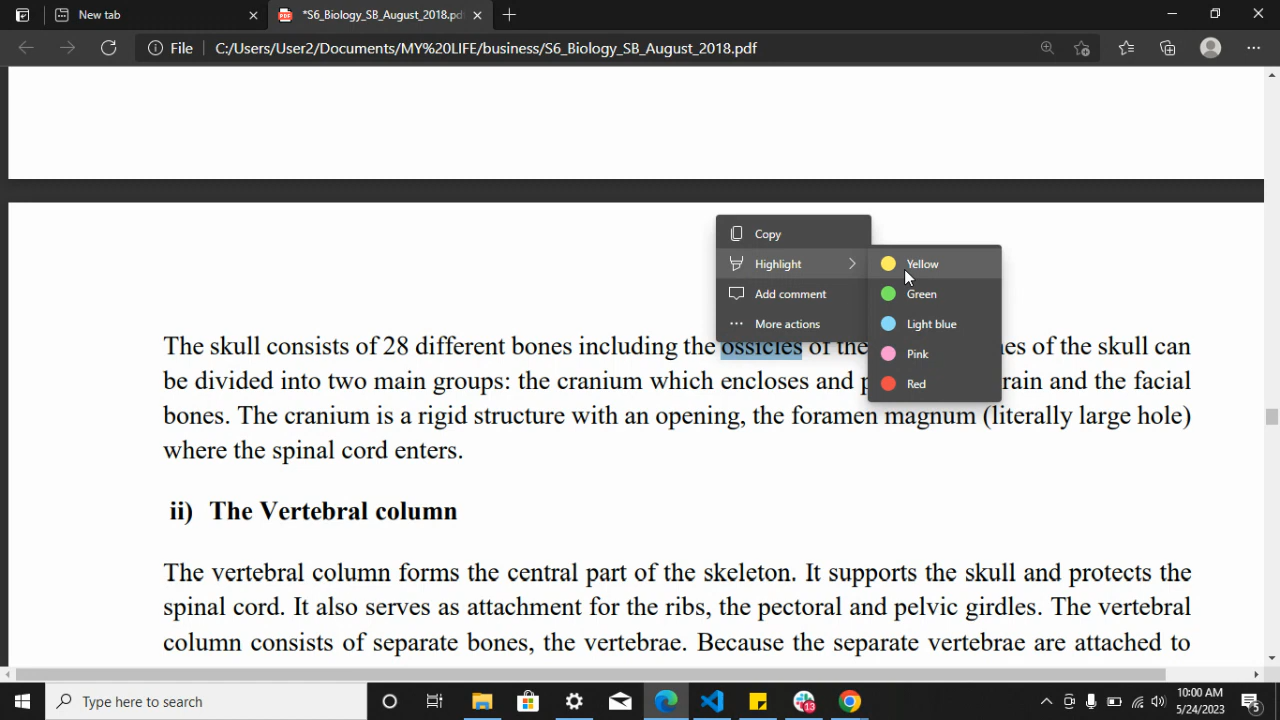 New tab
*S6_Biology_SB_August_2018.pdf
File
C:/Users/User2/Documents/MY%20LIFE/business/S6_Biology_SB_August_2018.pdf
Copy
Highlight
Add comment
More actions
Yellow
Green
Light blue
Pink
Red
The skull consists of 28 different bones including the ossicles of the of the skull can
be divided into two main groups: the cranium which encloses and and the facial
bones. The cranium is a rigid structure with an opening, the foramen magnum (literally large hole)
where the spinal cord enters.
ii) The Vertebral column
The vertebral column forms the central part of the skeleton. It supports the skull and protects the
spinal cord. It also serves as attachment for the ribs, the pectoral and pelvic girdles. The vertebral
column consists of separate bones, the vertebrae. Because the separate vertebrae are attached to
Type here to search
13
10:00 AM
5/24/2023
5